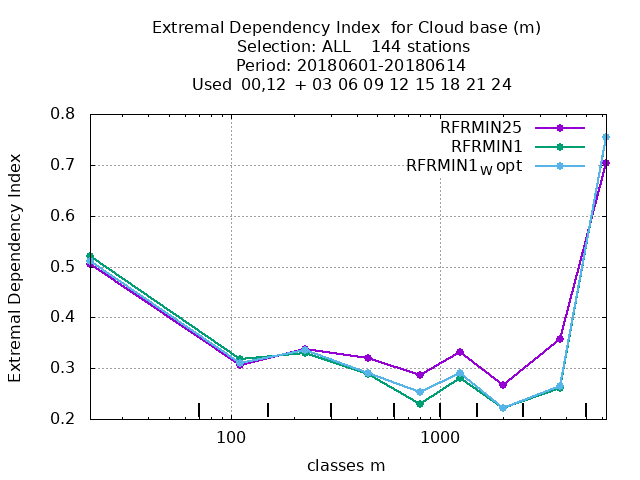 Extremal Dependency Index  for Cloud base (m)
Selection: ALL    144 stations
Period: 20180601-20180614
Used  00,12  + 03 06 09 12 15 18 21 24
RFRMIN25
RFRMIN1
RFRMIN1W opt
Extremal Dependency Index
0.8
0.7
0.6
0.5
0.4
0.3
0.2
100 1000
classes m